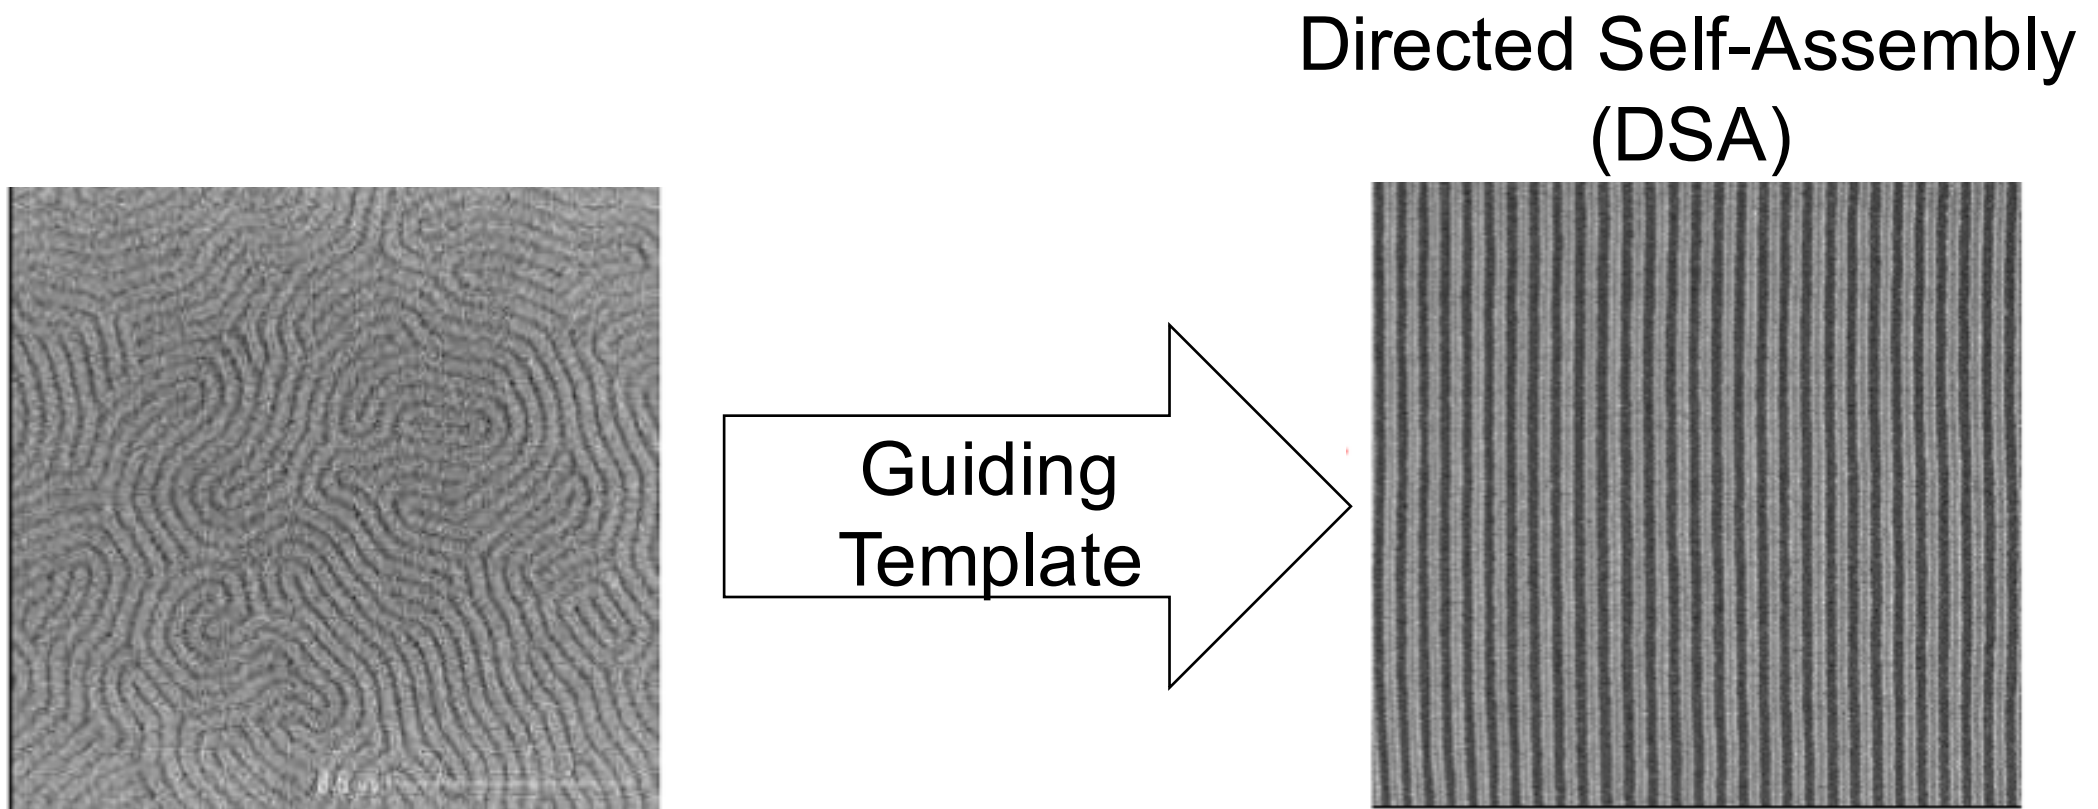 Directed Self-Assembly
(DSA)
Guiding
Template